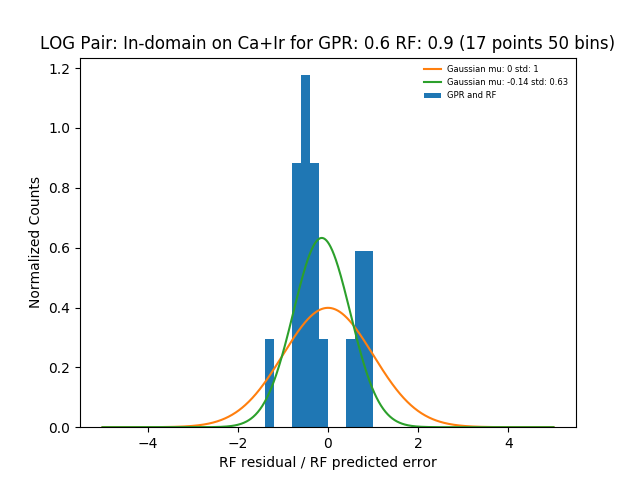 LOG Pair: In-domain on Ca+Ir for GPR: 0.6 RF: 0.9 (17 points 50 bins)
Gaussian mu: 0 std: 1
Gaussian mu: -0.14 std: 0.63
GPR and RF
Normalized Counts
1.2
1.0
0.8
0.6
0.4
0.2
0.0
−4 −2 0 2 4
RF residual / RF predicted error